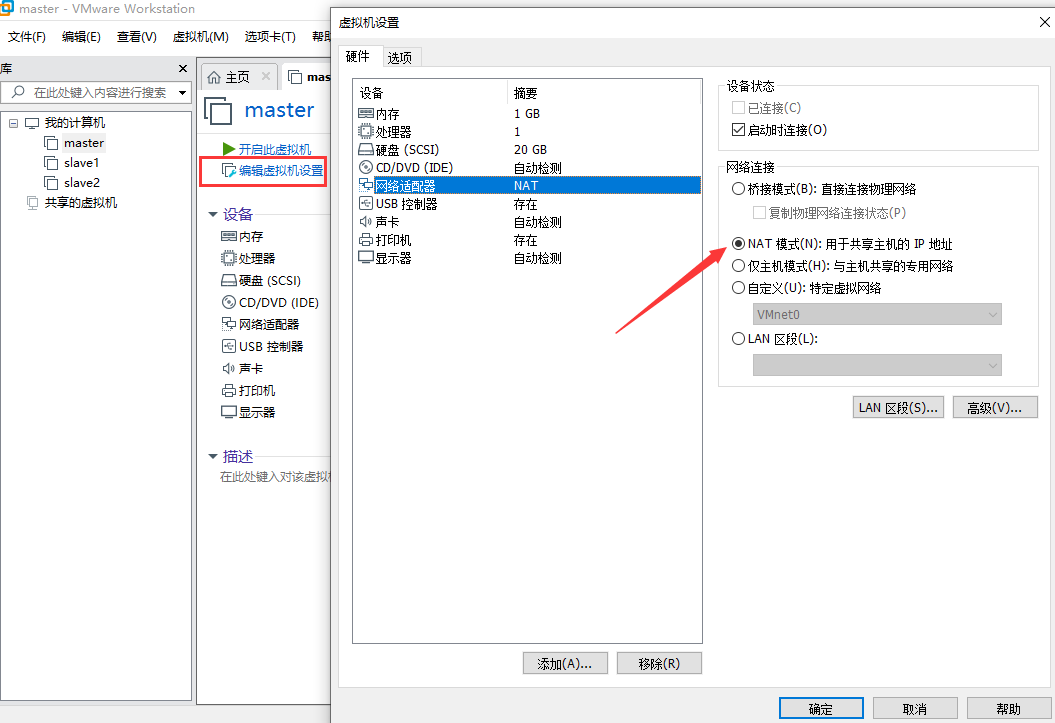 master - VMware Workstation
文件(F) 编辑(E) 查看(V) 虚拟机(M) 选项卡(T) 帮助
库
在此处键入内容进行搜索
我的计算机
master
slave1
slave2
共享的虚拟机
主页 mas
master
开启此虚拟机
编辑虚拟机设置
设备
内存
处理器
硬盘 (SCSI)
CD/DVD (IDE)
网络适配器
USB 控制器
声卡
打印机
显示器
描述
在此处键入对该虚拟机
虚拟机设置
硬件 选项
设备 摘要
内存 1 GB
处理器 1
硬盘 (SCSI) 20 GB
CD/DVD (IDE) 自动检测
网络适配器 NAT
USB 控制器 存在
声卡 自动检测
打印机 存在
显示器 自动检测
添加(A)... 移除(R)
设备状态
已连接(C)
启动时连接(O)
网络连接
桥接模式(B): 直接连接物理网络
复制物理网络连接状态(P)
NAT 模式(N): 用于共享主机的 IP 地址
仅主机模式(H): 与主机共享的专用网络
自定义(U): 特定虚拟网络
VMnet0
LAN 区段(L):
LAN 区段(S)... 高级(V)...
确定 取消 帮助